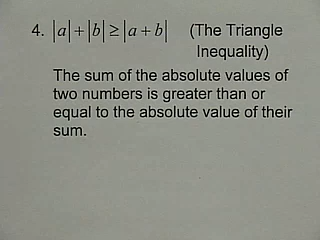 4. |a|+|b|≥|a+b| (The Triangle
Inequality)
The sum of the absolute values of
two numbers is greater than or
equal to the absolute value of their
sum.